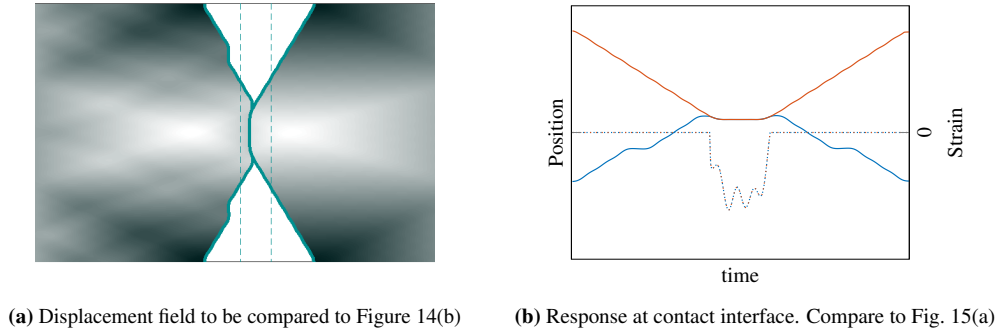 Position
0
Strain
time
(a) Displacement field to be compared to Figure 14(b)
(b) Response at contact interface. Compare to Fig. 15(a)